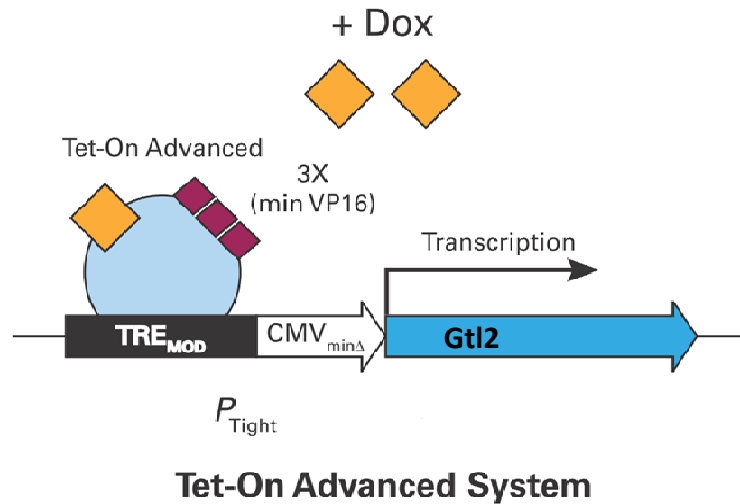 + Dox
Tet-On Advanced
3X
(min VP16)
Transcription
TREMOD
CMVminΔ
Gtl2
PTight
Tet-On Advanced System